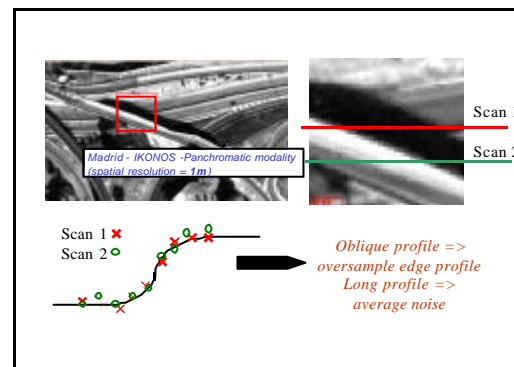 Scan 1
Scan 2
Madrid - IKONOS -Panchromatic modality
(spatial resolution = 1m)
Scan 1
Scan 2
Oblique profile =>
oversample edge profile
Long profile =>
average noise